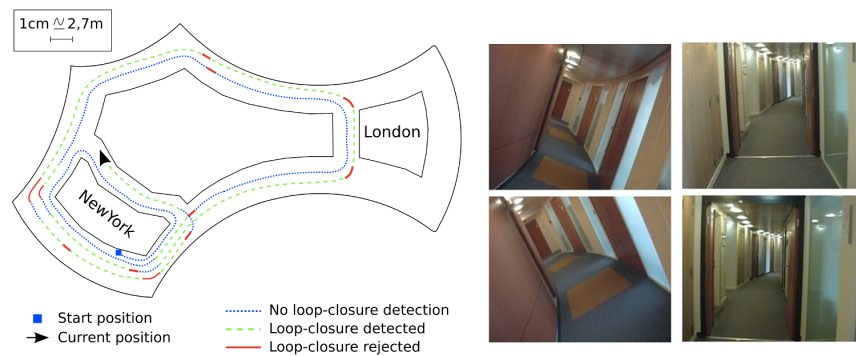 1cm ≃ 2,7m
London
NewYork
Start position
Current position
No loop-closure detection
Loop-closure detected
Loop-closure rejected